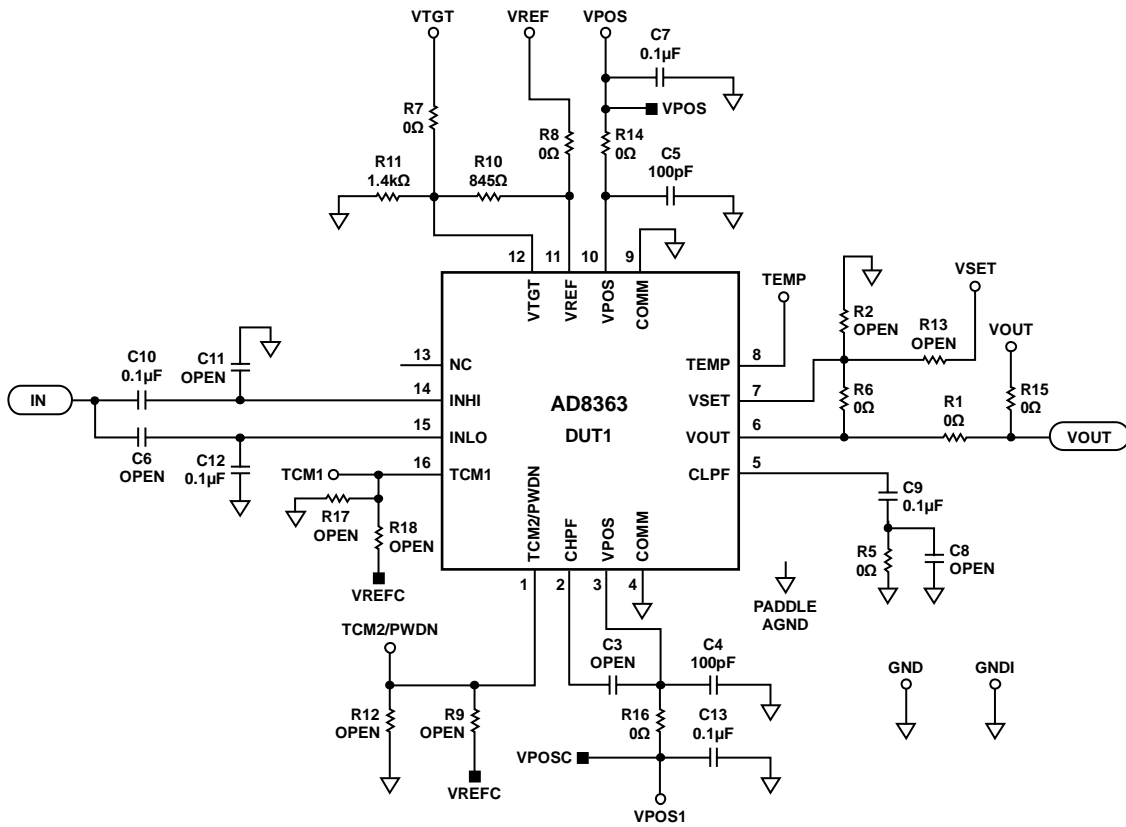 VTGT
VREF
VPOS
C7
0.1µF
VPOS
R7
0Ω
R8
0Ω
R14
0Ω
C5
100pF
R11
1.4kΩ
R10
845Ω
12
11
10
9
VTGT
VREF
VPOS
COMM
TEMP
VSET
R2
OPEN
R13
OPEN
VOUT
C10
0.1µF
C11
OPEN
13
NC
TEMP
8
IN
14
INHI
AD8363
VSET
7
R6
0Ω
R1
0Ω
R15
0Ω
15
INLO
DUT1
VOUT
6
VOUT
C6
OPEN
C12
0.1µF
TCM1
16
TCM1
CLPF
5
C9
0.1µF
R17
OPEN
R18
OPEN
TCM2/PWDN
CHPF
VPOS
COMM
R5
0Ω
C8
OPEN
VREFC
1
2
3
4
PADDLE
AGND
TCM2/PWDN
C3
OPEN
C4
100pF
GND
GNDI
R12
OPEN
R9
OPEN
R16
0Ω
C13
0.1µF
VPOSC
VREFC
VPOS1